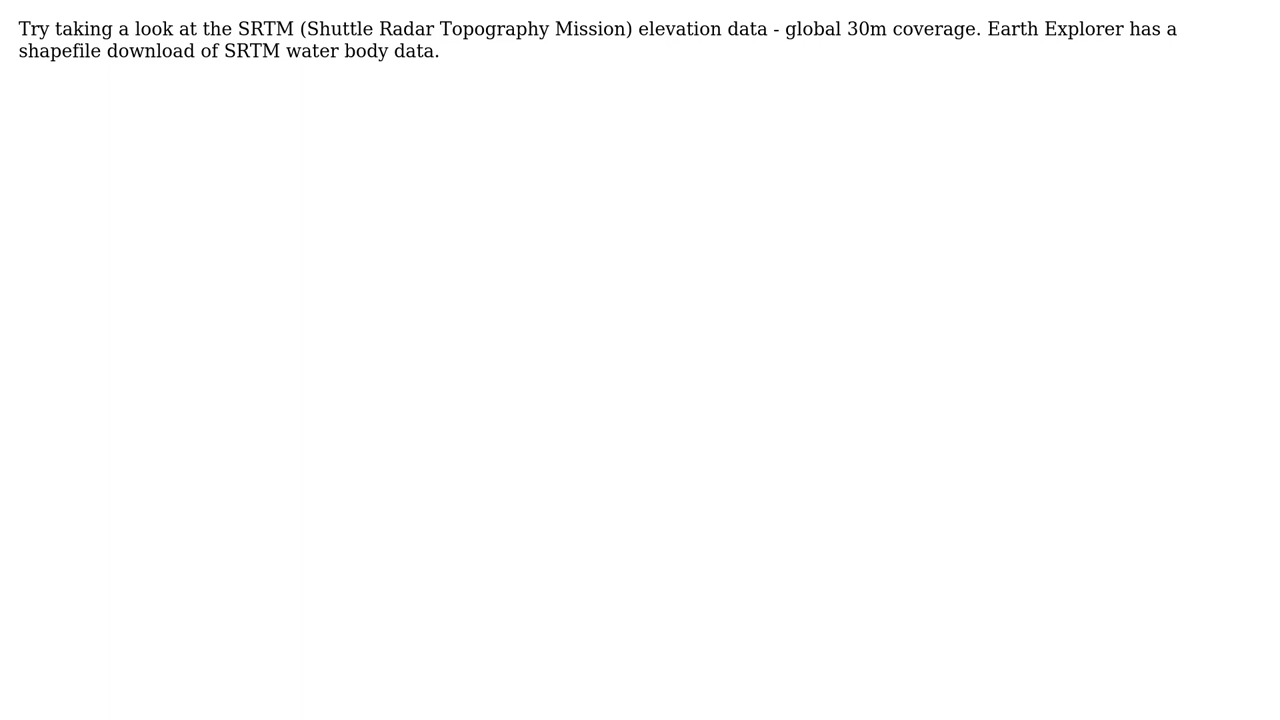 Try taking a look at the SRTM (Shuttle Radar Topography Mission) elevation data - global 30m coverage. Earth Explorer has a
shapefile download of SRTM water body data.